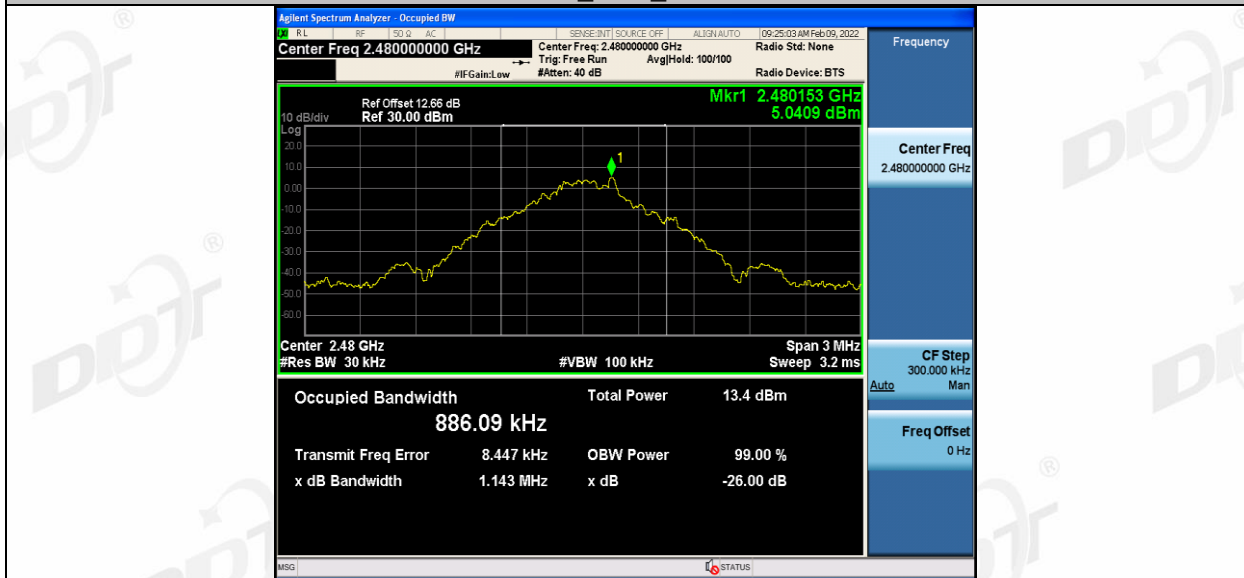 Agilent Spectrum Analyzer - Occupied BW
RL RF 50 Ω AC SENSE:INT SOURCE OFF ALIGN AUTO 09:25:03 AM Feb 09, 2022
Center Freq 2.480000000 GHz Center Freq: 2.480000000 GHz Radio Std: None
Trig: Free Run Avg|Hold: 100/100
#IFGain:Low #Atten: 40 dB Radio Device: BTS
Frequency
Mkr1 2.480153 GHz
5.0409 dBm
Ref Offset 12.66 dB
10 dB/div Ref 30.00 dBm
Log
20.0
10.0
0.00
-10.0
-20.0
-30.0
-40.0
-50.0
-60.0
1
Center 2.48 GHz Span 3 MHz
#Res BW 30 kHz #VBW 100 kHz Sweep 3.2 ms
Occupied Bandwidth Total Power 13.4 dBm
886.09 kHz
Transmit Freq Error 8.447 kHz OBW Power 99.00 %
x dB Bandwidth 1.143 MHz x dB -26.00 dB
Center Freq
2.480000000 GHz
CF Step
300.000 kHz
Auto Man
Freq Offset
0 Hz
MSG STATUS
DDT
®